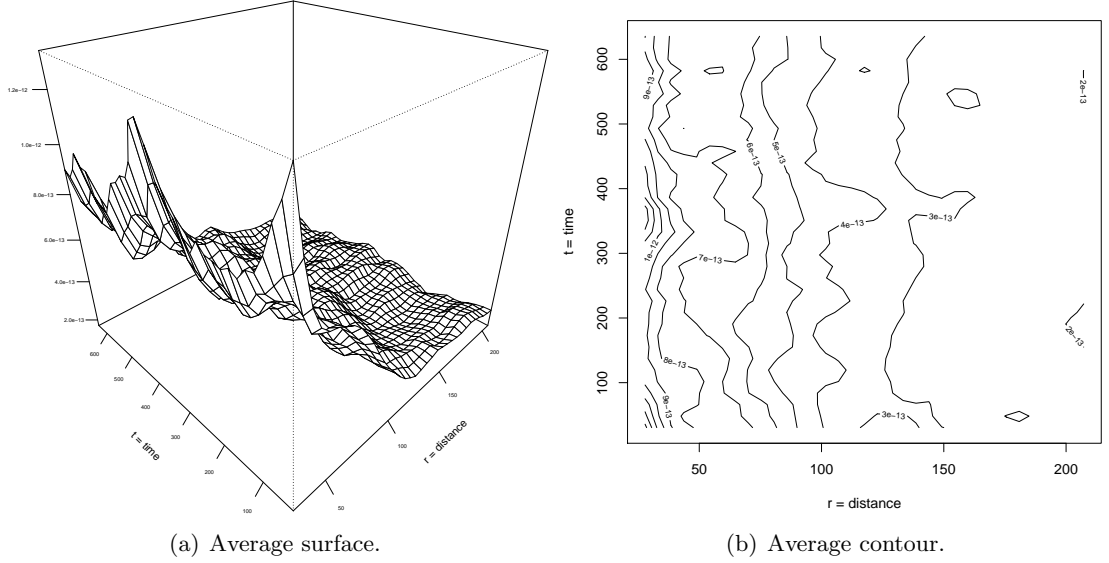 1.2e−12
1.0e−12
8.0e−13
6.0e−13
4.0e−13
2.0e−13
600
500
400
300
200
100
t = time
50
100
150
200
r = distance
(a) Average surface.
600
500
400
300
200
100
t = time
50
100
150
200
r = distance
9e−13
2e−13
6e−13
5e−13
4e−13
3e−13
1e−12
7e−13
2e−13
8e−13
9e−13
3e−13
(b) Average contour.